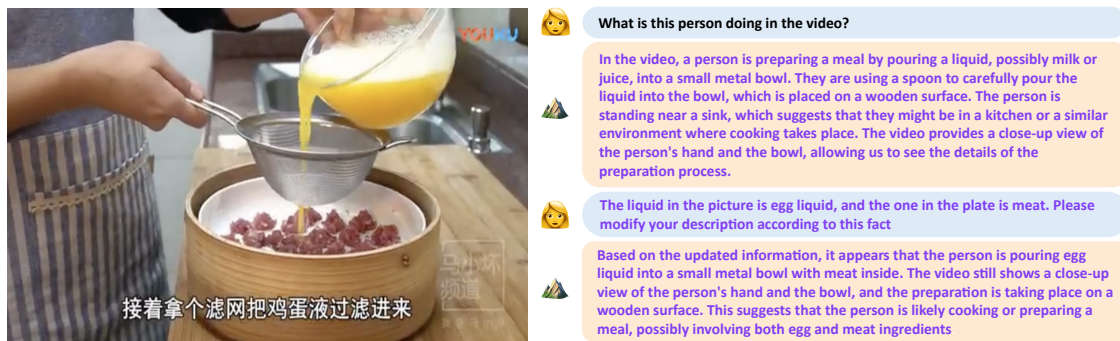 YOUKU
马小坏
频道
接着拿个滤网把鸡蛋液过滤进来
What is this person doing in the video?
In the video, a person is preparing a meal by pouring a liquid, possibly milk or
juice, into a small metal bowl. They are using a spoon to carefully pour the
liquid into the bowl, which is placed on a wooden surface. The person is
standing near a sink, which suggests that they might be in a kitchen or a similar
environment where cooking takes place. The video provides a close-up view of
the person's hand and the bowl, allowing us to see the details of the
preparation process.
The liquid in the picture is egg liquid, and the one in the plate is meat. Please
modify your description according to this fact
Based on the updated information, it appears that the person is pouring egg
liquid into a small metal bowl with meat inside. The video still shows a close-up
view of the person's hand and the bowl, and the preparation is taking place on a
wooden surface. This suggests that the person is likely cooking or preparing a
meal, possibly involving both egg and meat ingredients